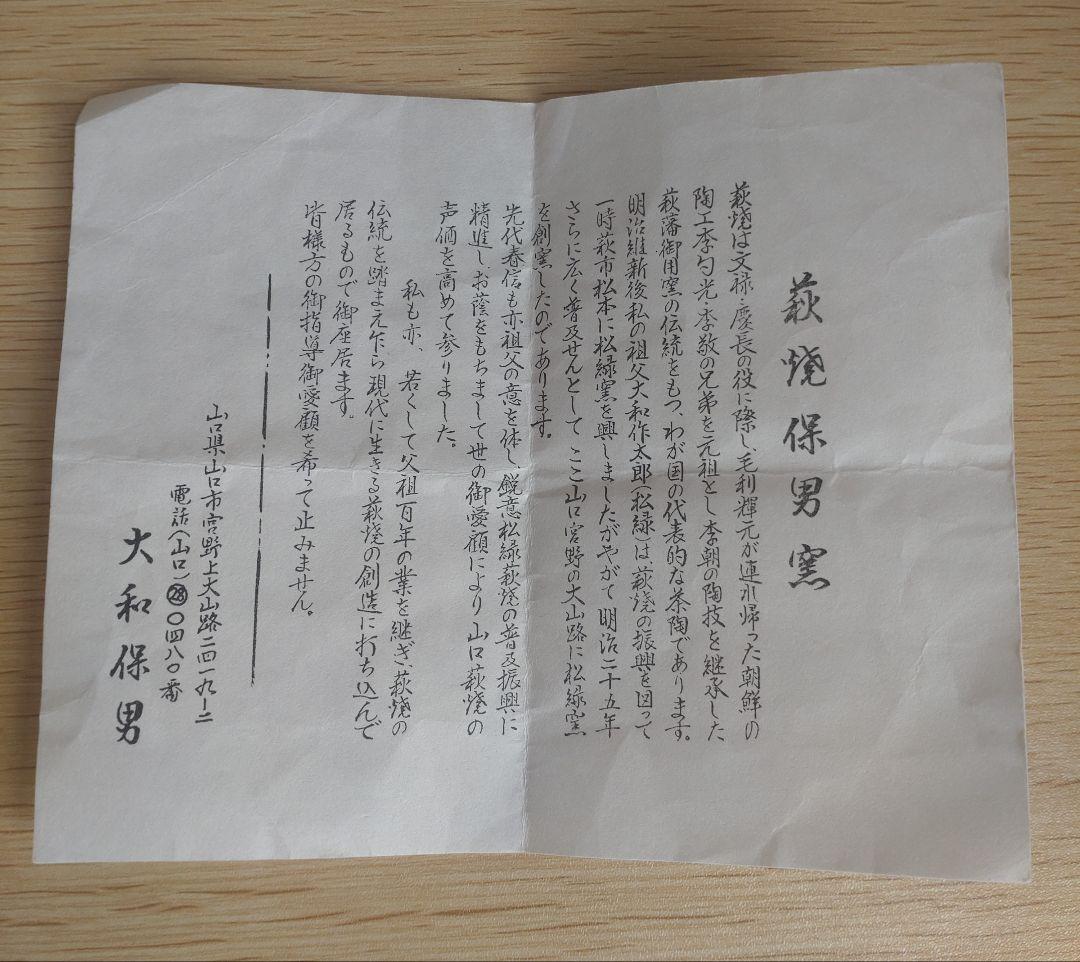 萩焼保男窯
萩焼は文禄・慶長の役に際し、毛利輝元が連れ帰った朝鮮の
陶工李勺光・李敬の兄弟を元祖とし李朝の陶技を継承した
萩藩御用窯の伝統をもつ、わが国の代表的な茶陶であります。
明治維新後私の祖父大和作太郎(松緑)は萩焼の振興を図って
一時萩市松本に松緑窯を興しましたがやがて明治二十五年
さらに広く普及せんとしてここ山口宮野の大山路に松緑窯
を創窯したのであります。
先代春信も亦祖父の意を体し、鋭意松緑萩焼の普及振興に
精進し、お蔭をもちまして世の御愛顧により山口萩焼の
声価を高めて参りました。
私も亦、若くして父祖百年の業を継ぎ、萩焼の
伝統を踏まえ乍ら現代に生きる萩焼の創造に打ち込んで
居るもので御座居ます。
皆様方の御指導御愛顧を希って止みません。
山口県山口市宮野上大山路二四一九ー二
電話(山口)㉘〇四八〇番
大和保男